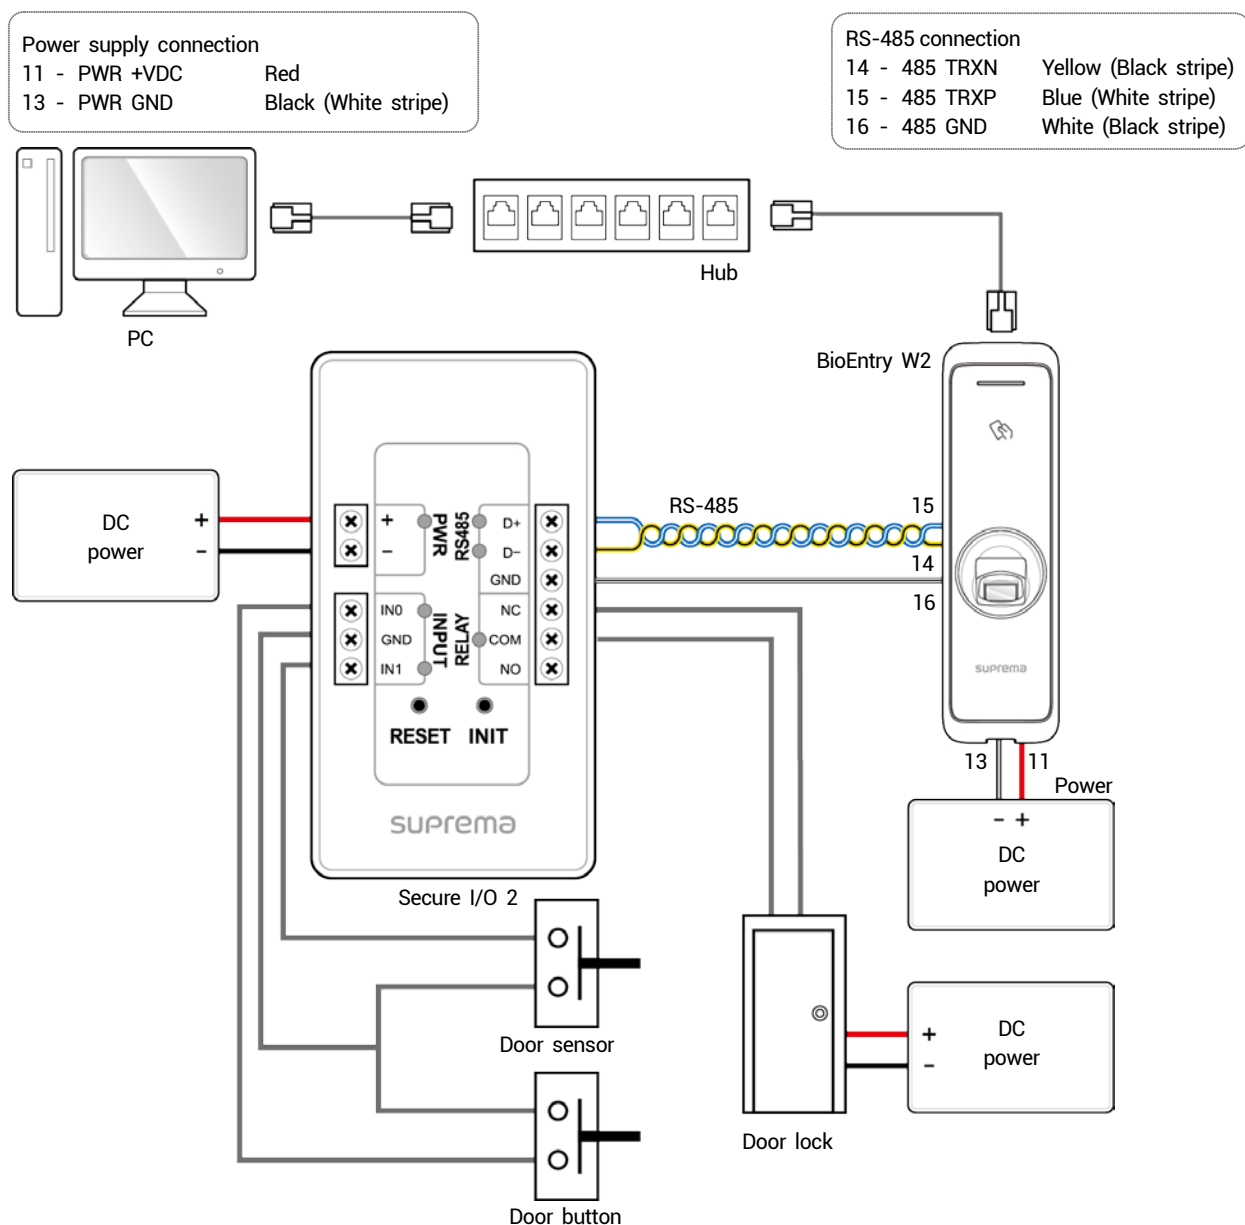 Power supply connection
11 - PWR +VDC Red
13 - PWR GND Black (White stripe)
RS-485 connection
14 - 485 TRXN Yellow (Black stripe)
15 - 485 TRXP Blue (White stripe)
16 - 485 GND White (Black stripe)
Hub
PC
BioEntry W2
DC
power
+
-
+
-
PWR
RS485
D+
D-
GND
RS-485
15
14
16
IN0
GND
IN1
INPUT
RELAY
NC
COM
NO
RESET INIT
suprema
suprema
13
11
Power
- +
DC
power
Secure I/O 2
Door sensor
+
-
DC
power
Door lock
Door button